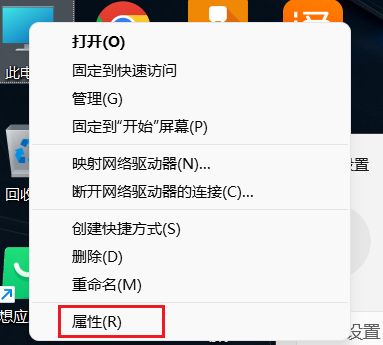 打开(O)
此电
固定到快速访问
管理(G)
固定到“开始”屏幕(P)
映射网络驱动器(N)...
设置
断开网络驱动器的连接(C)...
回收
创建快捷方式(S)
删除(D)
重命名(M)
想应
属性(R)
设置